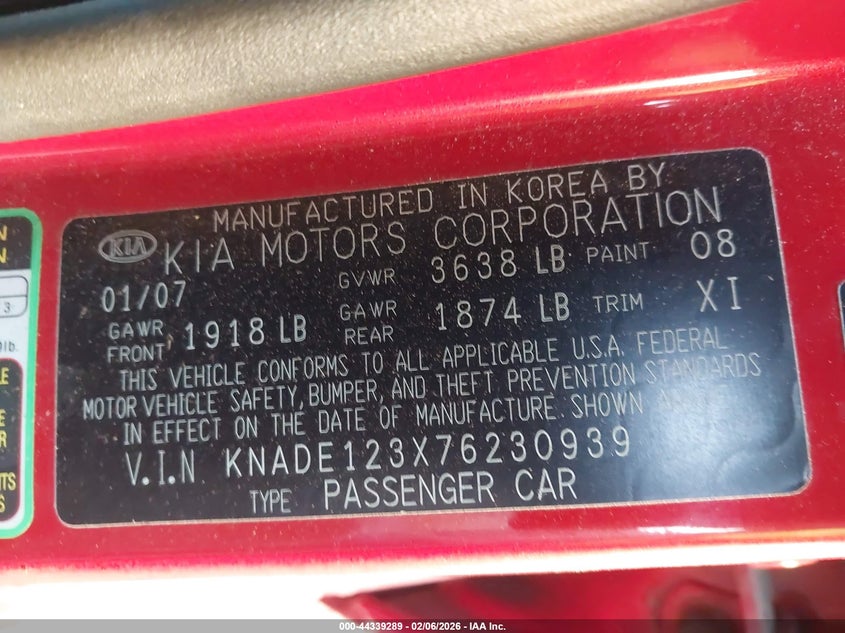 MANUFACTURED IN KOREA BY
KIA KIA MOTORS CORPORATION
01/07 GVWR 3638 LB PAINT 08
GAWR FRONT 1918 LB GAWR REAR 1874 LB TRIM XI
THIS VEHICLE CONFORMS TO ALL APPLICABLE U.S.A. FEDERAL
MOTOR VEHICLE SAFETY, BUMPER, AND THEFT PREVENTION STANDARDS
IN EFFECT ON THE DATE OF MANUFACTURE SHOWN
V.I.N KNADE123X76230939
TYPE PASSENGER CAR
000-44339289 - 02/06/2026 - IAA Inc.